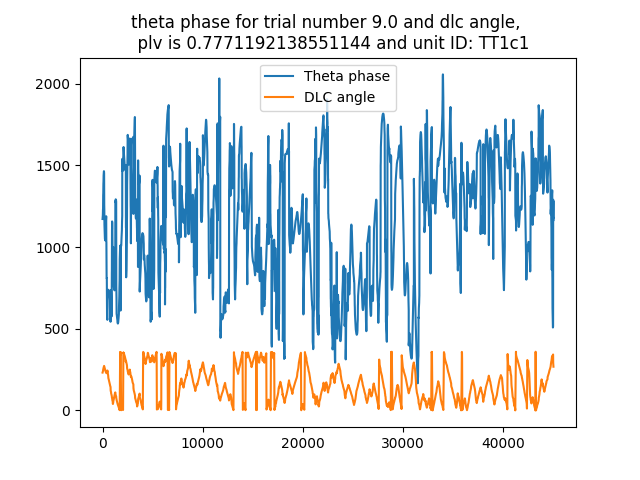 theta phase for trial number 9.0 and dlc angle,
plv is 0.7771192138551144 and unit ID: TT1c1
Theta phase
DLC angle
2000
1500
1000
500
0
0
10000
20000
30000
40000